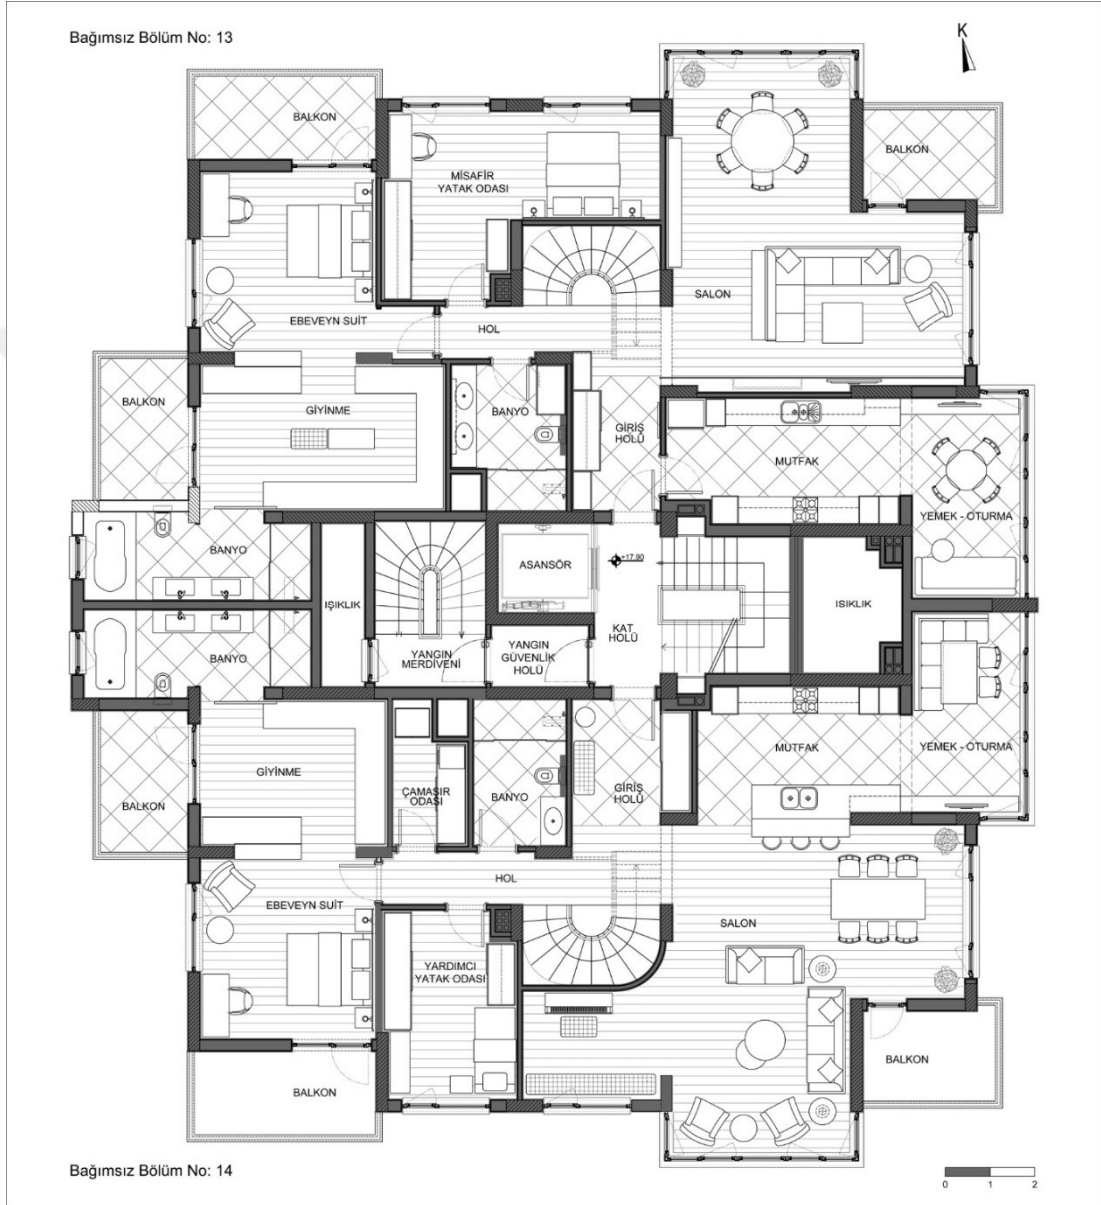 Bağımsız Bölüm No: 13
K
BALKON
BALKON
MİSAFİR
YATAK ODASI
SALON
EBEVEYN SUİT
HOL
BALKON
GİYİNME
BANYO
GİRİŞ
HOLÜ
MUTFAK
YEMEK - OTURMA
BANYO
ASANSÖR
+17.90
IŞIKLIK
ISIKLIK
KAT
HOLÜ
BANYO
YANGIN
MERDİVENİ
YANGIN
GÜVENLİK
HOLÜ
MUTFAK
YEMEK - OTURMA
GİYİNME
BALKON
ÇAMAŞIR
ODASI
BANYO
GİRİŞ
HOLÜ
HOL
EBEVEYN SUİT
SALON
YARDIMCI
YATAK ODASI
BALKON
BALKON
Bağımsız Bölüm No: 14
0 1 2